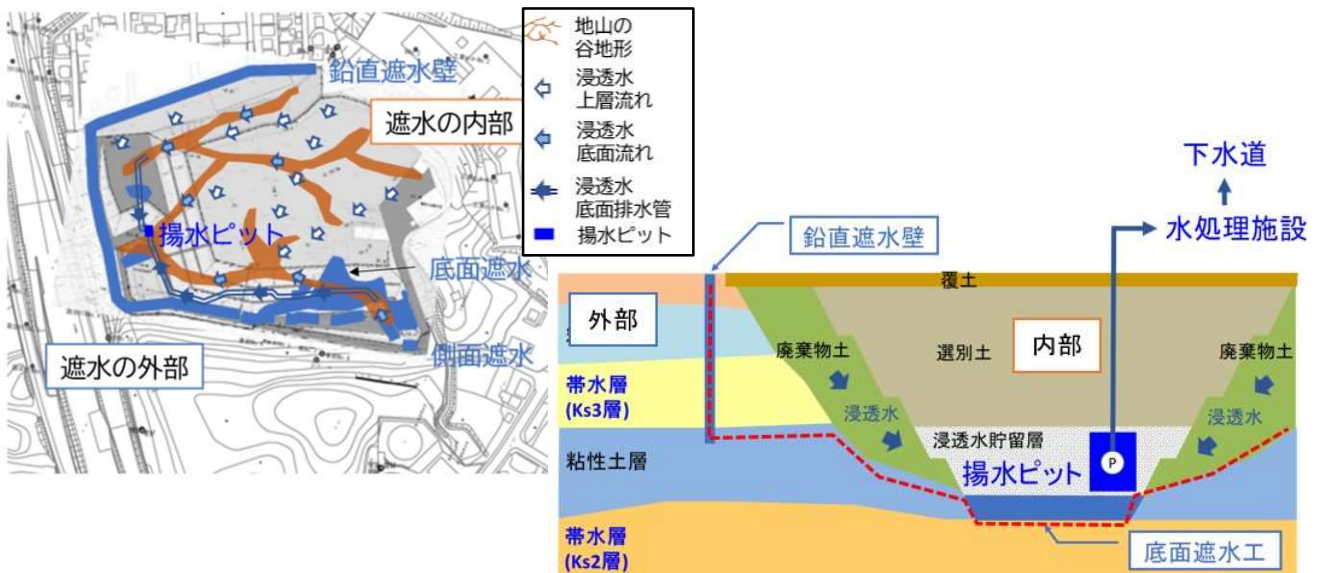 鉛直遮水壁
遮水の内部
揚水ピット
底面遮水
側面遮水
遮水の外部
地山の
谷地形
浸透水
上層流れ
浸透水
底面流れ
浸透水
底面排水管
揚水ピット
下水道
水処理施設
鉛直遮水壁
覆土
外部
廃棄物土
選別土
内部
廃棄物土
帯水層
(Ks3層)
浸透水
浸透水
浸透水貯留層
粘性土層
揚水ピット
P
帯水層
(Ks2層)
底面遮水工